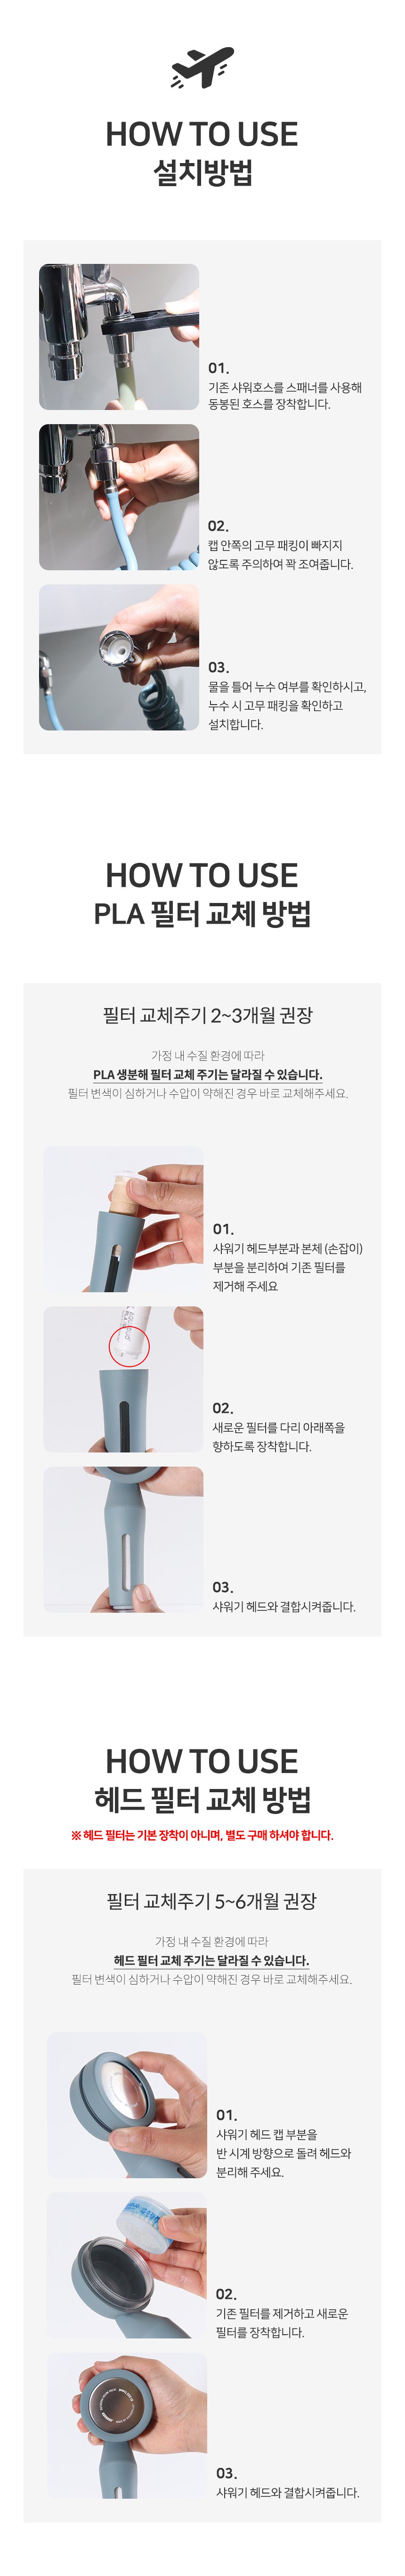 HOW TO USE
설치방법
01.
기존 샤워호스를 스패너를 사용해
동봉된 호스를 장착합니다.
02.
캡 안쪽의 고무 패킹이 빠지지
않도록 주의하여 꽉 조여줍니다.
03.
물을 틀어 누수 여부를 확인하시고,
누수 시 고무 패킹을 확인하고
설치합니다.
HOW TO USE
PLA 필터 교체 방법
필터 교체주기 2~3개월 권장
가정 내 수질 환경에 따라
PLA 생분해 필터 교체 주기는 달라질 수 있습니다.
필터 변색이 심하거나 수압이 약해진 경우 바로 교체해주세요.
01.
샤워기 헤드부분과 본체 (손잡이)
부분을 분리하여 기존 필터를
제거해 주세요
02.
새로운 필터를 다리 아래쪽을
향하도록 장착합니다.
03.
샤워기 헤드와 결합시켜줍니다.
HOW TO USE
헤드 필터 교체 방법
※ 헤드 필터는 기본 장착이 아니며, 별도 구매 하셔야 합니다.
필터 교체주기 5~6개월 권장
가정 내 수질 환경에 따라
헤드 필터 교체 주기는 달라질 수 있습니다.
필터 변색이 심하거나 수압이 약해진 경우 바로 교체해주세요.
01.
샤워기 헤드 캡 부분을
반 시계 방향으로 돌려 헤드와
분리해 주세요.
02.
기존 필터를 제거하고 새로운
필터를 장착합니다.
03.
샤워기 헤드와 결합시켜줍니다.